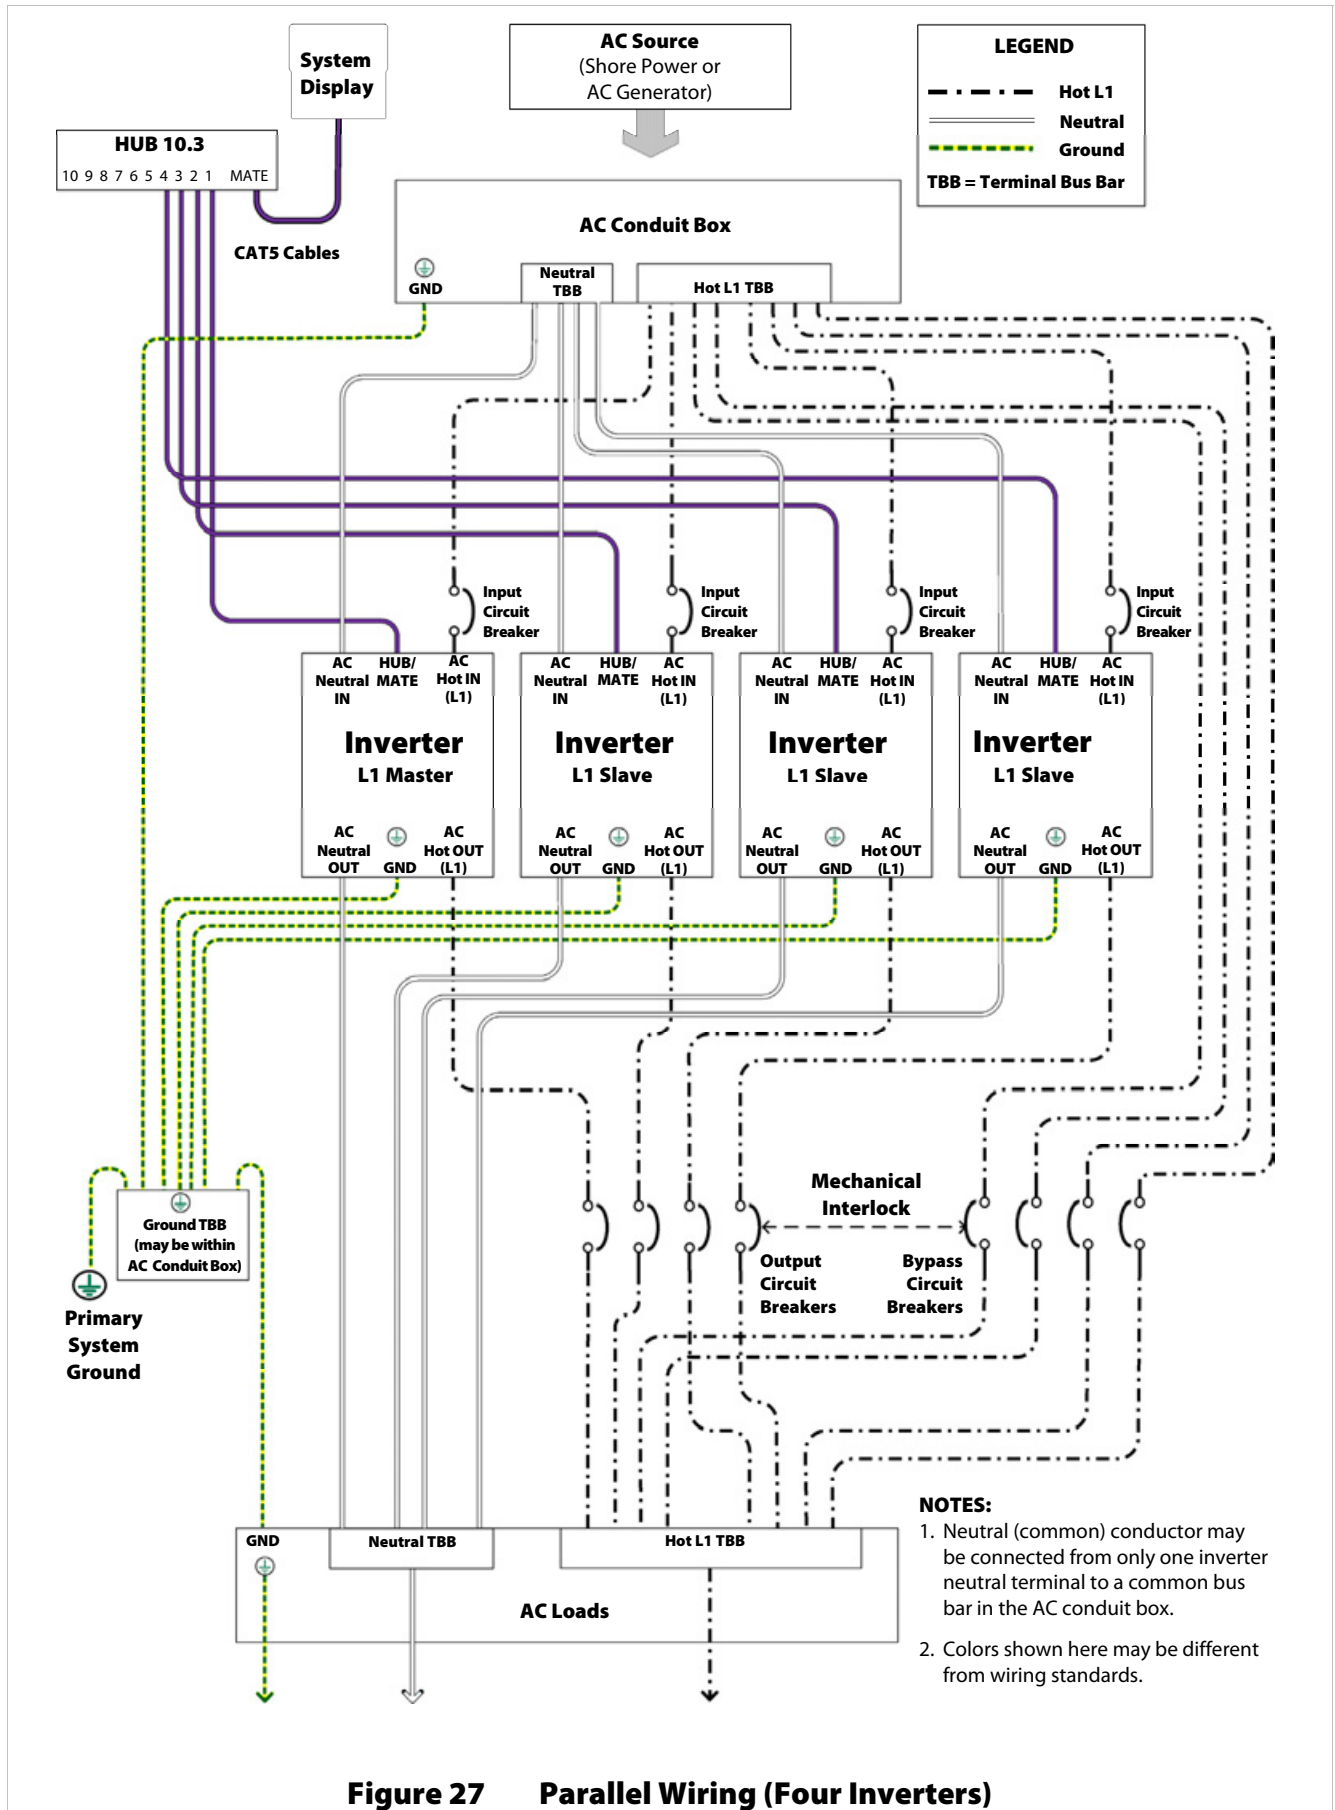 System
Display
AC Source
(Shore Power or
AC Generator)
LEGEND
Hot L1
Neutral
Ground
TBB = Terminal Bus Bar
HUB 10.3
10 9 8 7 6 5 4 3 2 1 MATE
CAT5 Cables
AC Conduit Box
GND
Neutral
TBB
Hot L1 TBB
Input
Circuit
Breaker
Input
Circuit
Breaker
Input
Circuit
Breaker
Input
Circuit
Breaker
AC
Neutral
IN
HUB/
MATE
AC
Hot IN
(L1)
Inverter
L1 Master
AC
Neutral
OUT
GND
AC
Hot OUT
(L1)
AC
Neutral
IN
HUB/
MATE
AC
Hot IN
(L1)
Inverter
L1 Slave
AC
Neutral
OUT
GND
AC
Hot OUT
(L1)
AC
Neutral
IN
HUB/
MATE
AC
Hot IN
(L1)
Inverter
L1 Slave
AC
Neutral
OUT
GND
AC
Hot OUT
(L1)
AC
Neutral
IN
HUB/
MATE
AC
Hot IN
(L1)
Inverter
L1 Slave
AC
Neutral
OUT
GND
AC
Hot OUT
(L1)
Mechanical
Interlock
Output
Circuit
Breakers
Bypass
Circuit
Breakers
Ground TBB
(may be within
AC Conduit Box)
Primary
System
Ground
GND
Neutral TBB
Hot L1 TBB
AC Loads
NOTES:
1. Neutral (common) conductor may
be connected from only one inverter
neutral terminal to a common bus
bar in the AC conduit box.
2. Colors shown here may be different
from wiring standards.
Figure 27 Parallel Wiring (Four Inverters)